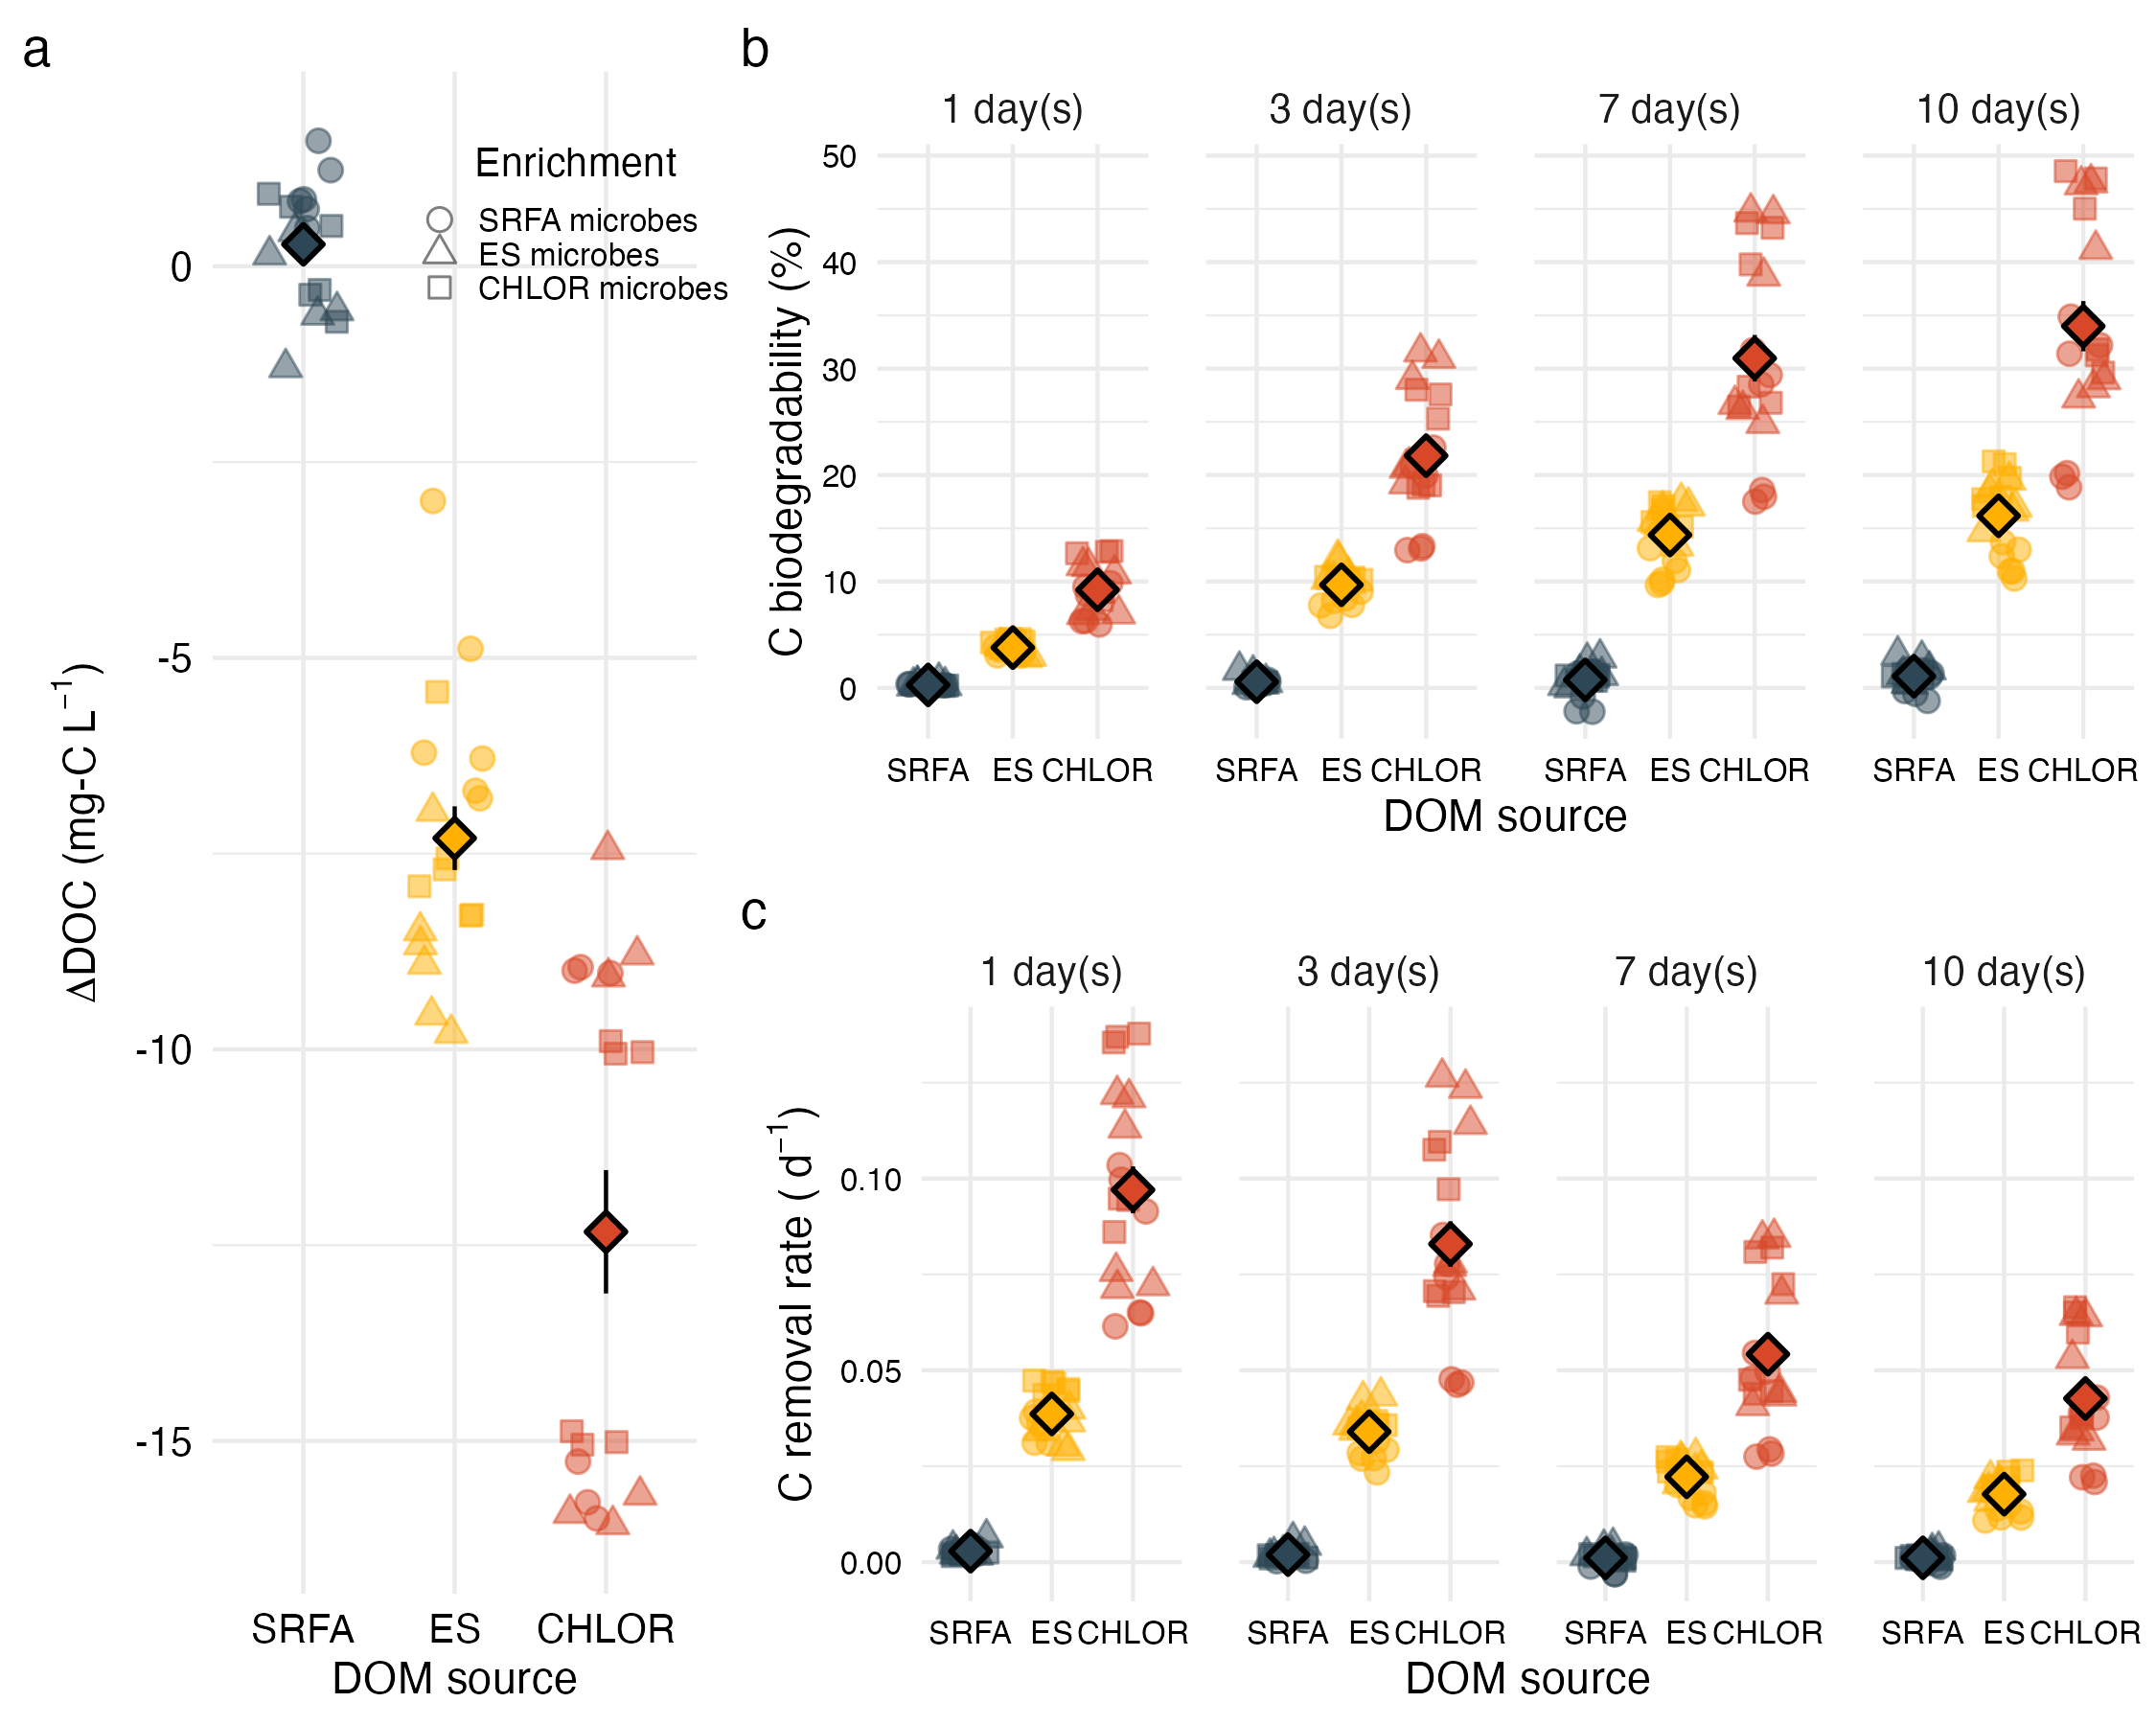 a
Enrichment
SRFA microbes
ES microbes
CHLOR microbes
0
-5
-10
-15
ΔDOC (mg-C L⁻¹)
SRFA ES CHLOR
DOM source
b
1 day(s) 3 day(s) 7 day(s) 10 day(s)
50
40
30
20
10
0
C biodegradability (%)
SRFA ES CHLOR SRFA ES CHLOR SRFA ES CHLOR SRFA ES CHLOR
DOM source
c
1 day(s) 3 day(s) 7 day(s) 10 day(s)
0.10
0.05
0.00
C removal rate ( d⁻¹)
SRFA ES CHLOR SRFA ES CHLOR SRFA ES CHLOR SRFA ES CHLOR
DOM source